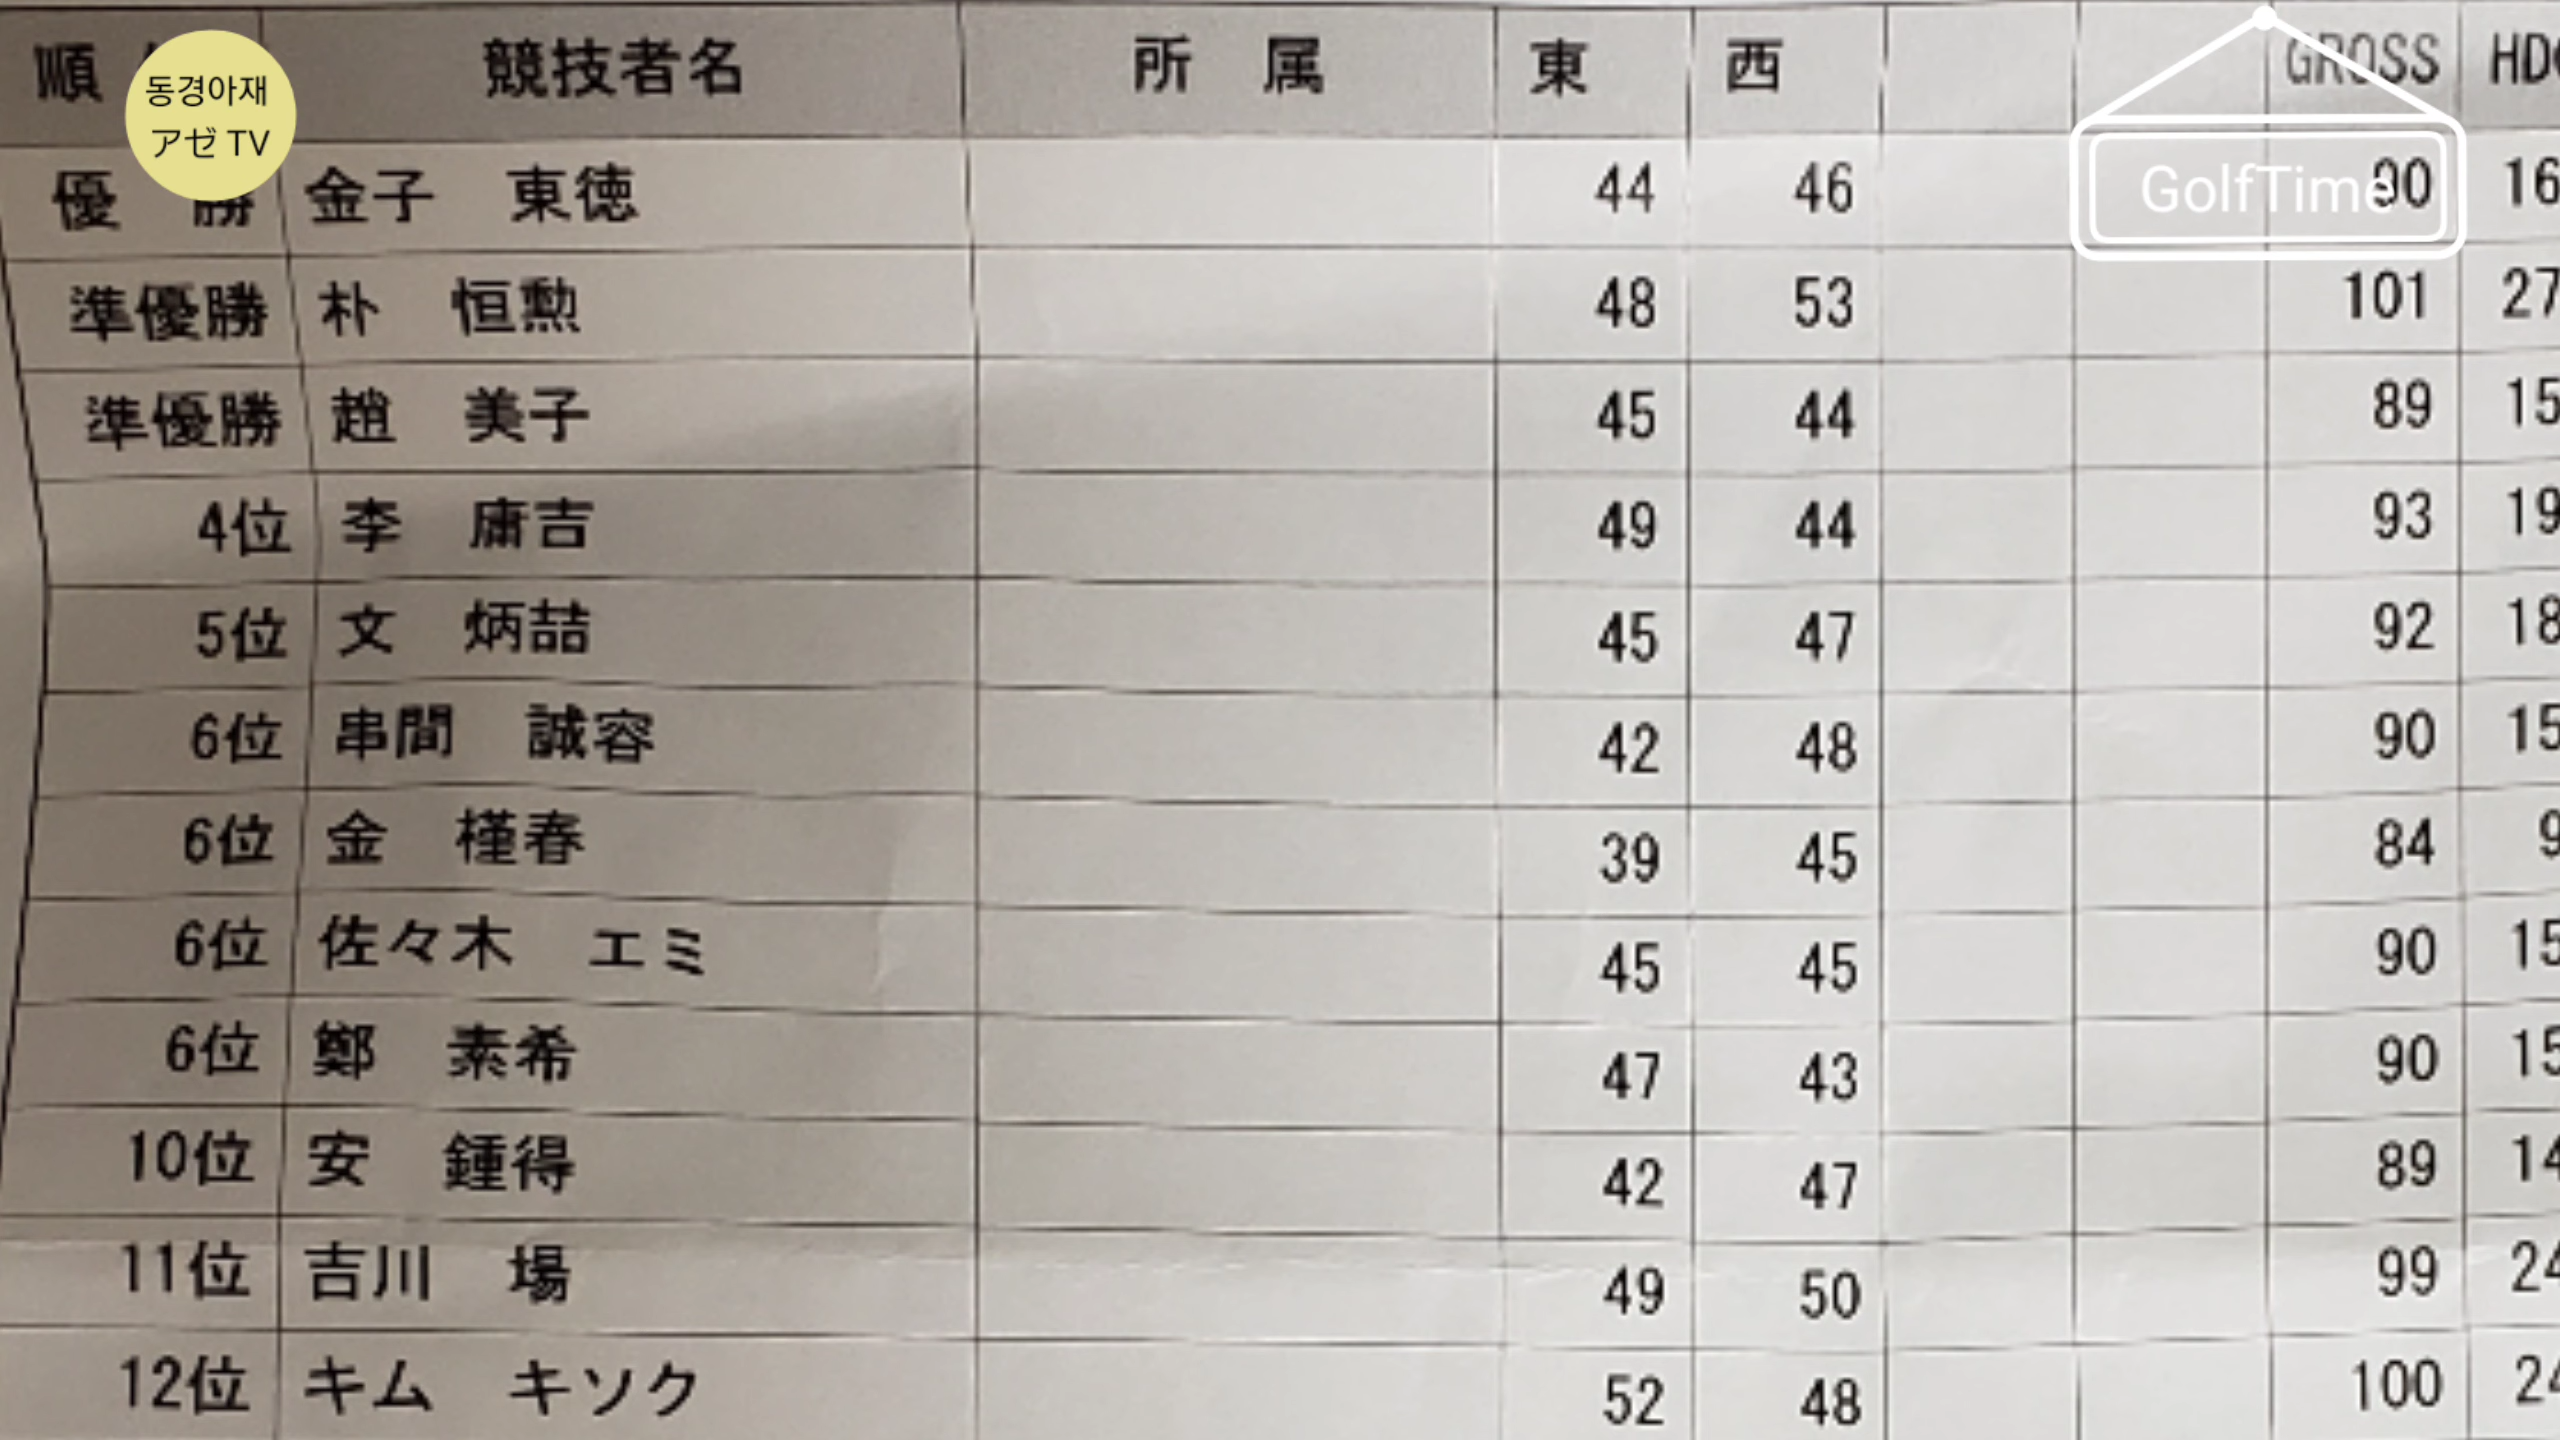 順 競技者名 所 属 東 西 GROSS
동경아재
アゼ TV
GolfTime
優 勝 金子 東徳 44 46 90 16
準優勝 朴 恒勲 48 53 101 27
準優勝 趙 美子 45 44 89 15
4位 李 庸吉 49 44 93 19
5位 文 炳喆 45 47 92 18
6位 串間 誠容 42 48 90 15
6位 金 槿春 39 45 84 9
6位 佐々木 エミ 45 45 90 15
6位 鄭 素希 47 43 90 15
10位 安 鍾得 42 47 89 14
11位 吉川 場 49 50 99 24
12位 キム キソク 52 48 100 24